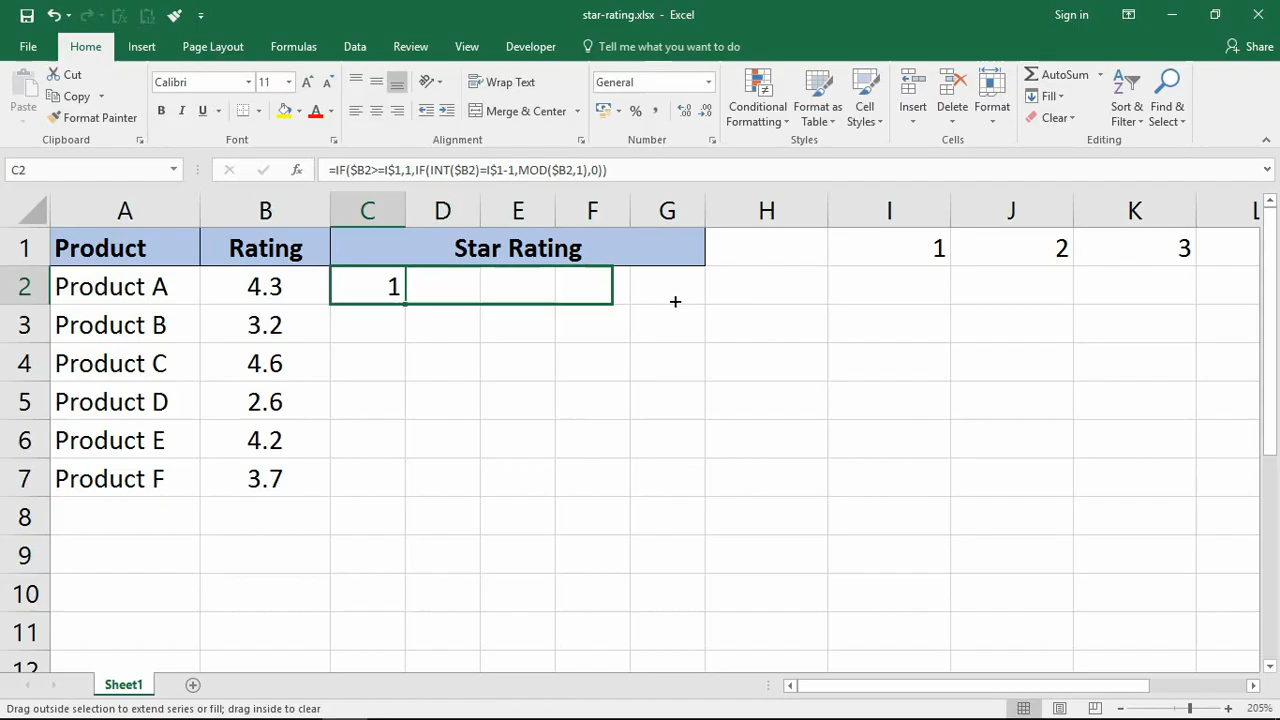 star-rating.xlsx - Excel
Sign in
File
Home
Insert
Page Layout
Formulas
Data
Review
View
Developer
Tell me what you want to do
Share
Paste
Cut
Copy
Format Painter
Clipboard
Calibri
11
B I U
A
Font
Wrap Text
Merge & Center
Alignment
General
%
Number
Conditional
Formatting
Format as
Table
Cell
Styles
Styles
Insert
Delete
Format
Cells
AutoSum
Fill
Clear
Sort &
Filter
Find &
Select
Editing
C2
fx
=IF($B2>=I$1,1,IF(INT($B2)=I$1-1,MOD($B2,1),0))
A B C D E F G H I J K L
1 Product Rating Star Rating 1 2 3
2 Product A 4.3 1
3 Product B 3.2
4 Product C 4.6
5 Product D 2.6
6 Product E 4.2
7 Product F 3.7
8
9
10
11
12
Sheet1
Drag outside selection to extend series or fill; drag inside to clear
205%